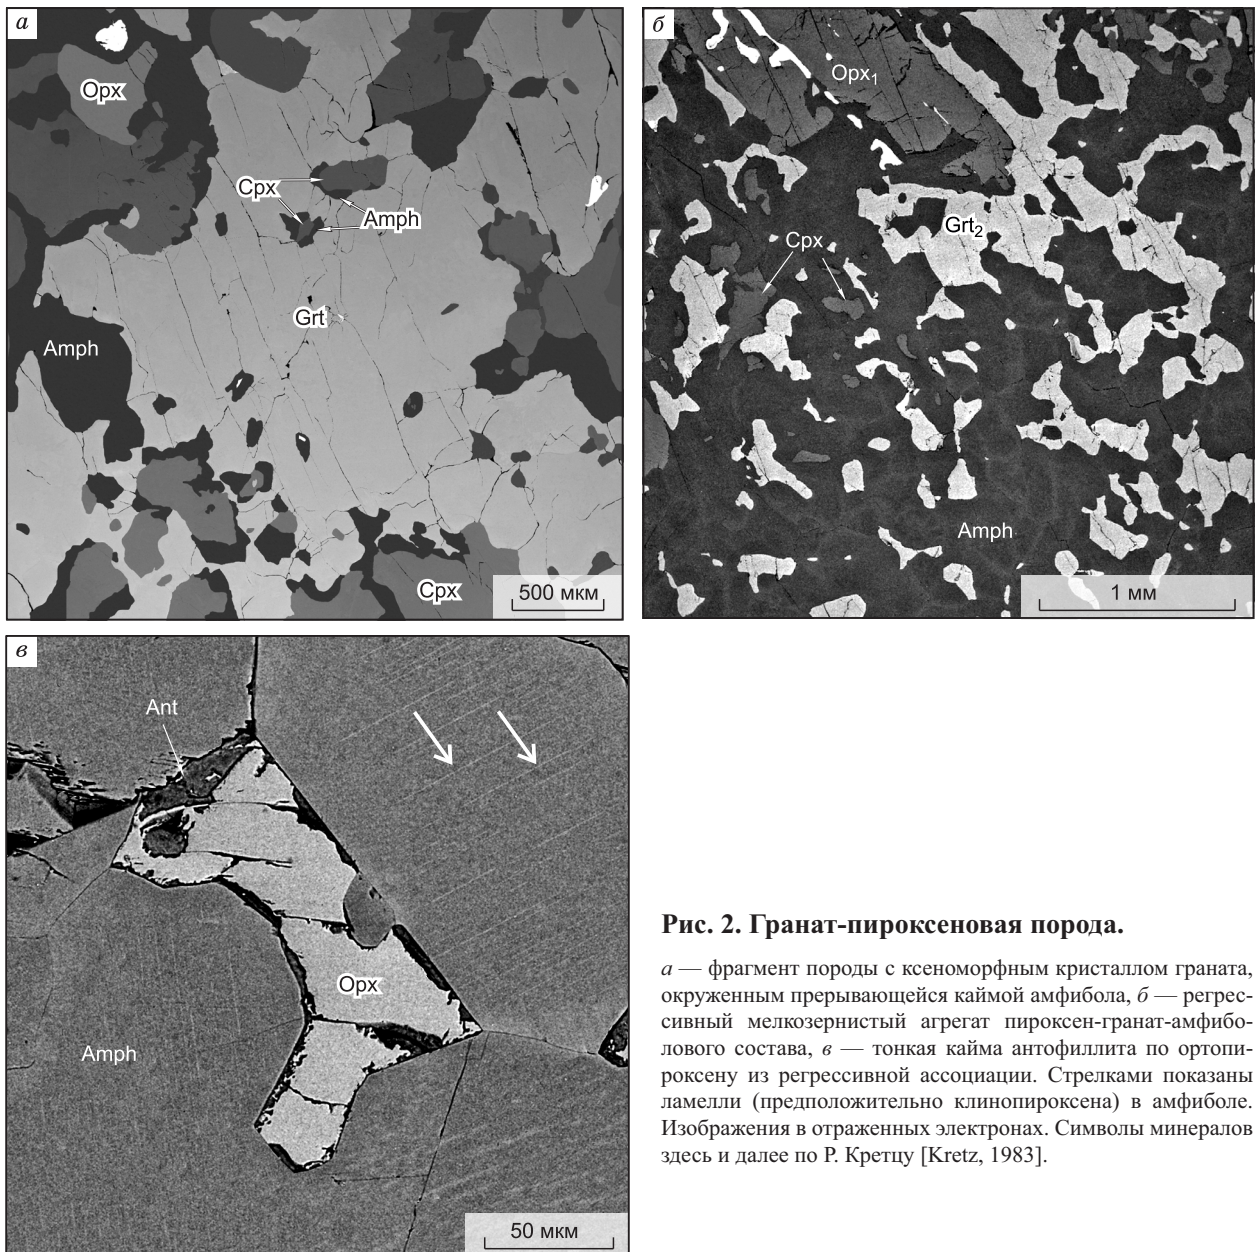 а
Opx
Cpx
Amph
Grt
Amph
Cpx
500 мкм
б
Opx₁
Grt₂
Cpx
Amph
1 мм
в
Ant
Opx
Amph
50 мкм
Рис. 2. Гранат-пироксеновая порода.
а — фрагмент породы с ксеноморфным кристаллом граната,
окруженным прерывающейся каймой амфибола, б — регрес-
сивный мелкозернистый агрегат пироксен-гранат-амфибо-
лового состава, в — тонкая кайма антофиллита по ортопи-
роксену из регрессивной ассоциации. Стрелками показаны
ламелли (предположительно клинопироксена) в амфиболе.
Изображения в отраженных электронах. Символы минералов
здесь и далее по Р. Кретцу [Kretz, 1983].